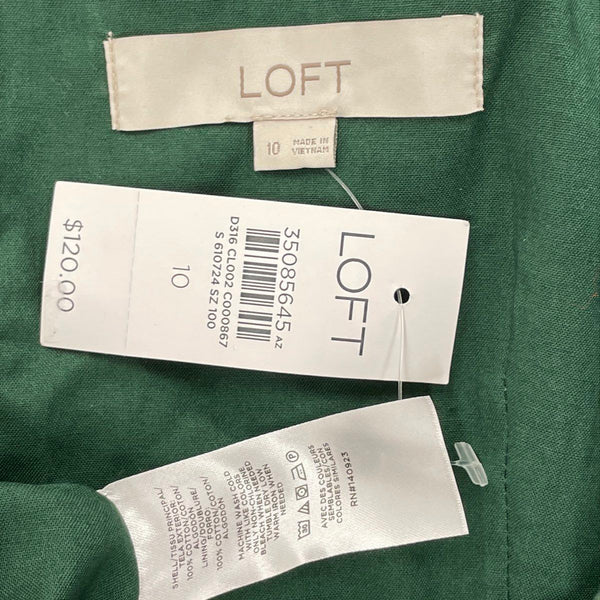 LOFT
10
MADE IN
VIETNAM
LOFT
35085645 AZ
D316 CL002 C000867
S 610724 SZ 100
10
$120.00
SHELL/TISSU PRINCIPAL/
TELA EXTERIOR/
100% COTTON/COTON/
ALGODON
LINING/DOUBLURE/
FORRO:
100% COTTON/COTON/
ALGODON
MACHINE WASH COLD
WITH LIKE COLORS
ONLY NON-CHLORINE
BLEACH WHEN NEEDED
TUMBLE DRY LOW
WARM IRON WHEN
NEEDED
AVEC DES COULEURS
SEMBLABLES/CON
COLORES SIMILARES
RN#140923